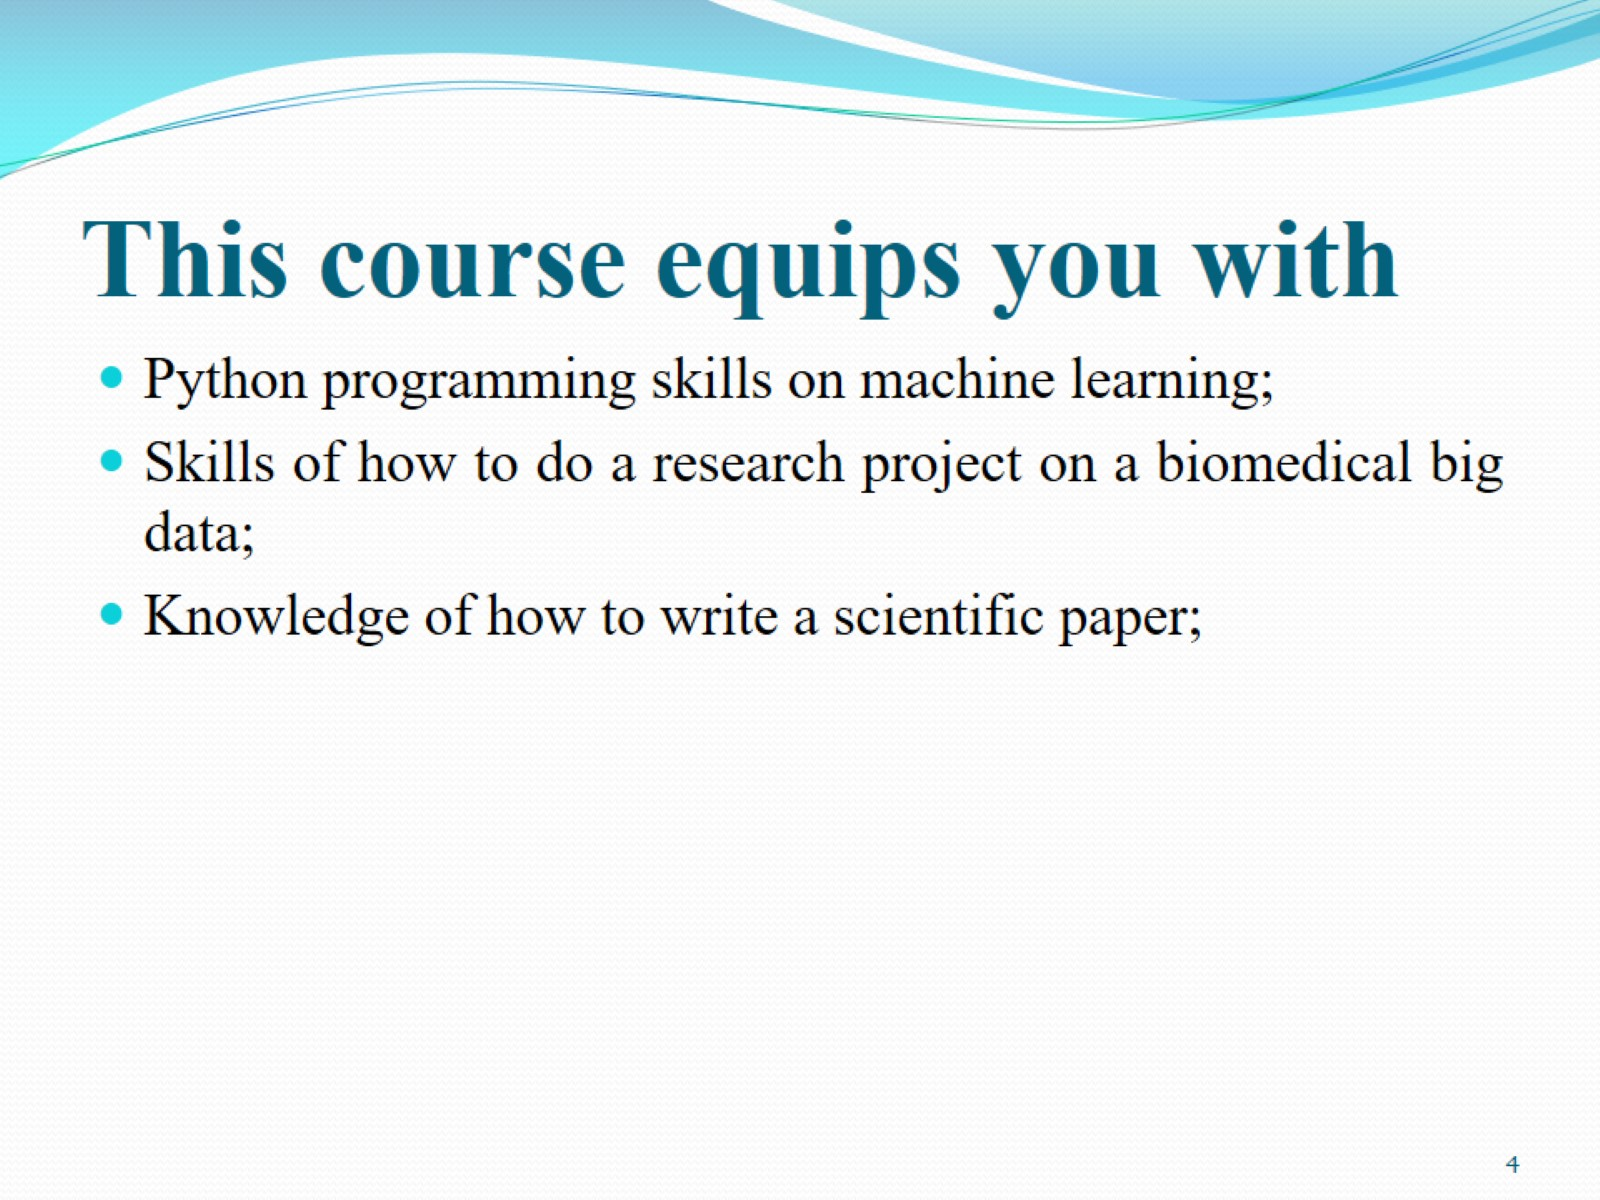 This course equips you with
• Python programming skills on machine learning;
• Skills of how to do a research project on a biomedical big
data;
• Knowledge of how to write a scientific paper;
4